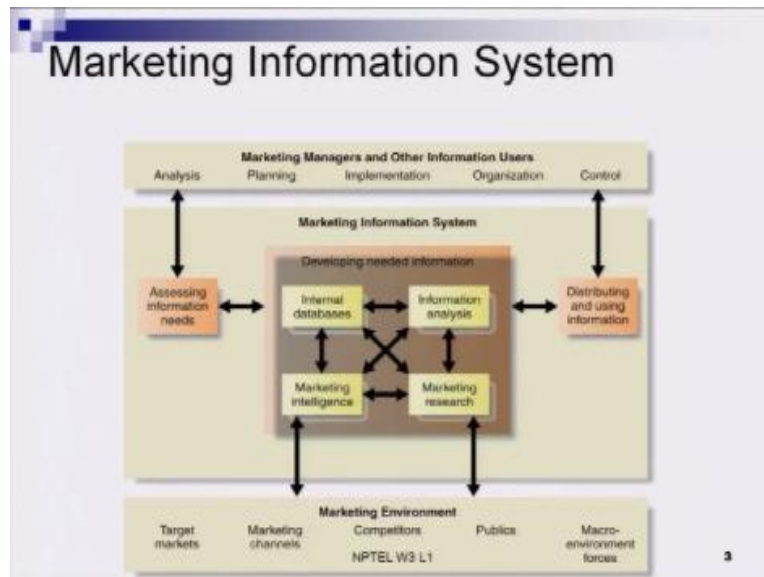 Marketing Information System
Marketing Managers and Other Information Users
Analysis Planning Implementation Organization Control
Marketing Information System
Developing needed information
Assessing
information
needs
Internal
databases
Information
analysis
Distributing
and using
information
Marketing
intelligence
Marketing
research
Marketing Environment
Target
markets
Marketing
channels
Competitors
Publics
Macro-
environment
forces
NPTEL W3 L1
3